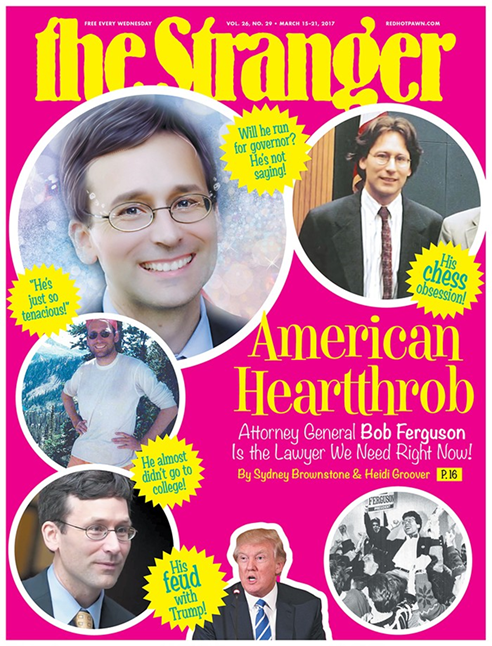 FREE EVERY WEDNESDAY
VOL. 26, NO. 29 • MARCH 15-21, 2017
REDHOTPAWN.COM
the Stranger
Will he run
for governor?
He's not
saying!
His
chess
obsession!
"He's
just so
tenacious!"
American
Heartthrob
Attorney General Bob Ferguson
Is the Lawyer We Need Right Now!
By Sydney Brownstone & Heidi Groover P. 16
He almost
didn't go to
college!
His
feud
with
Trump!
FERGUSON
PRESIDENT